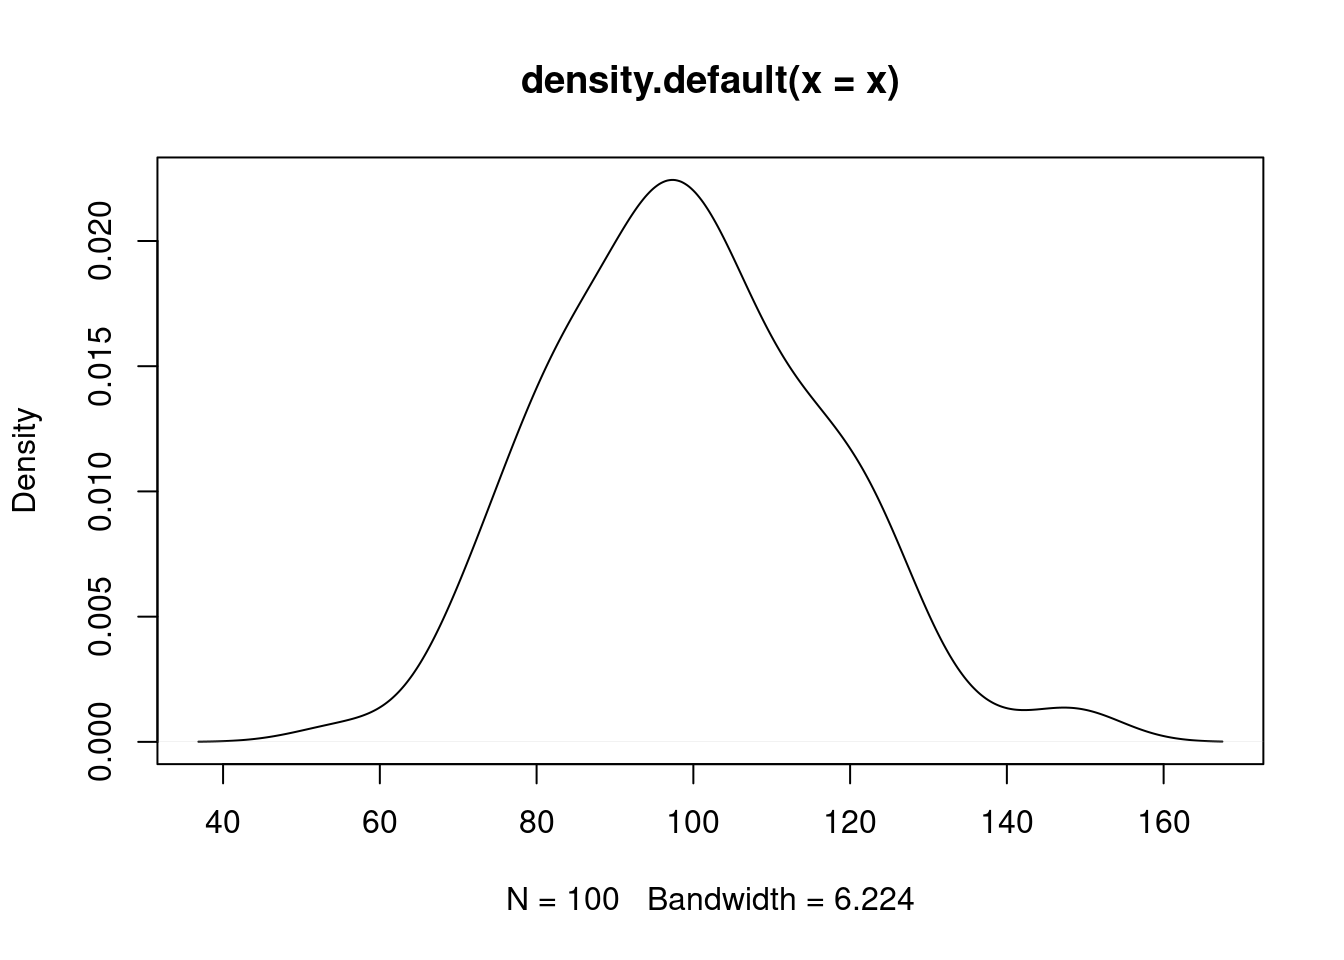 density.default(x = x)
Density
0.000 0.005 0.010 0.015 0.020
40 60 80 100 120 140 160
N = 100 Bandwidth = 6.224